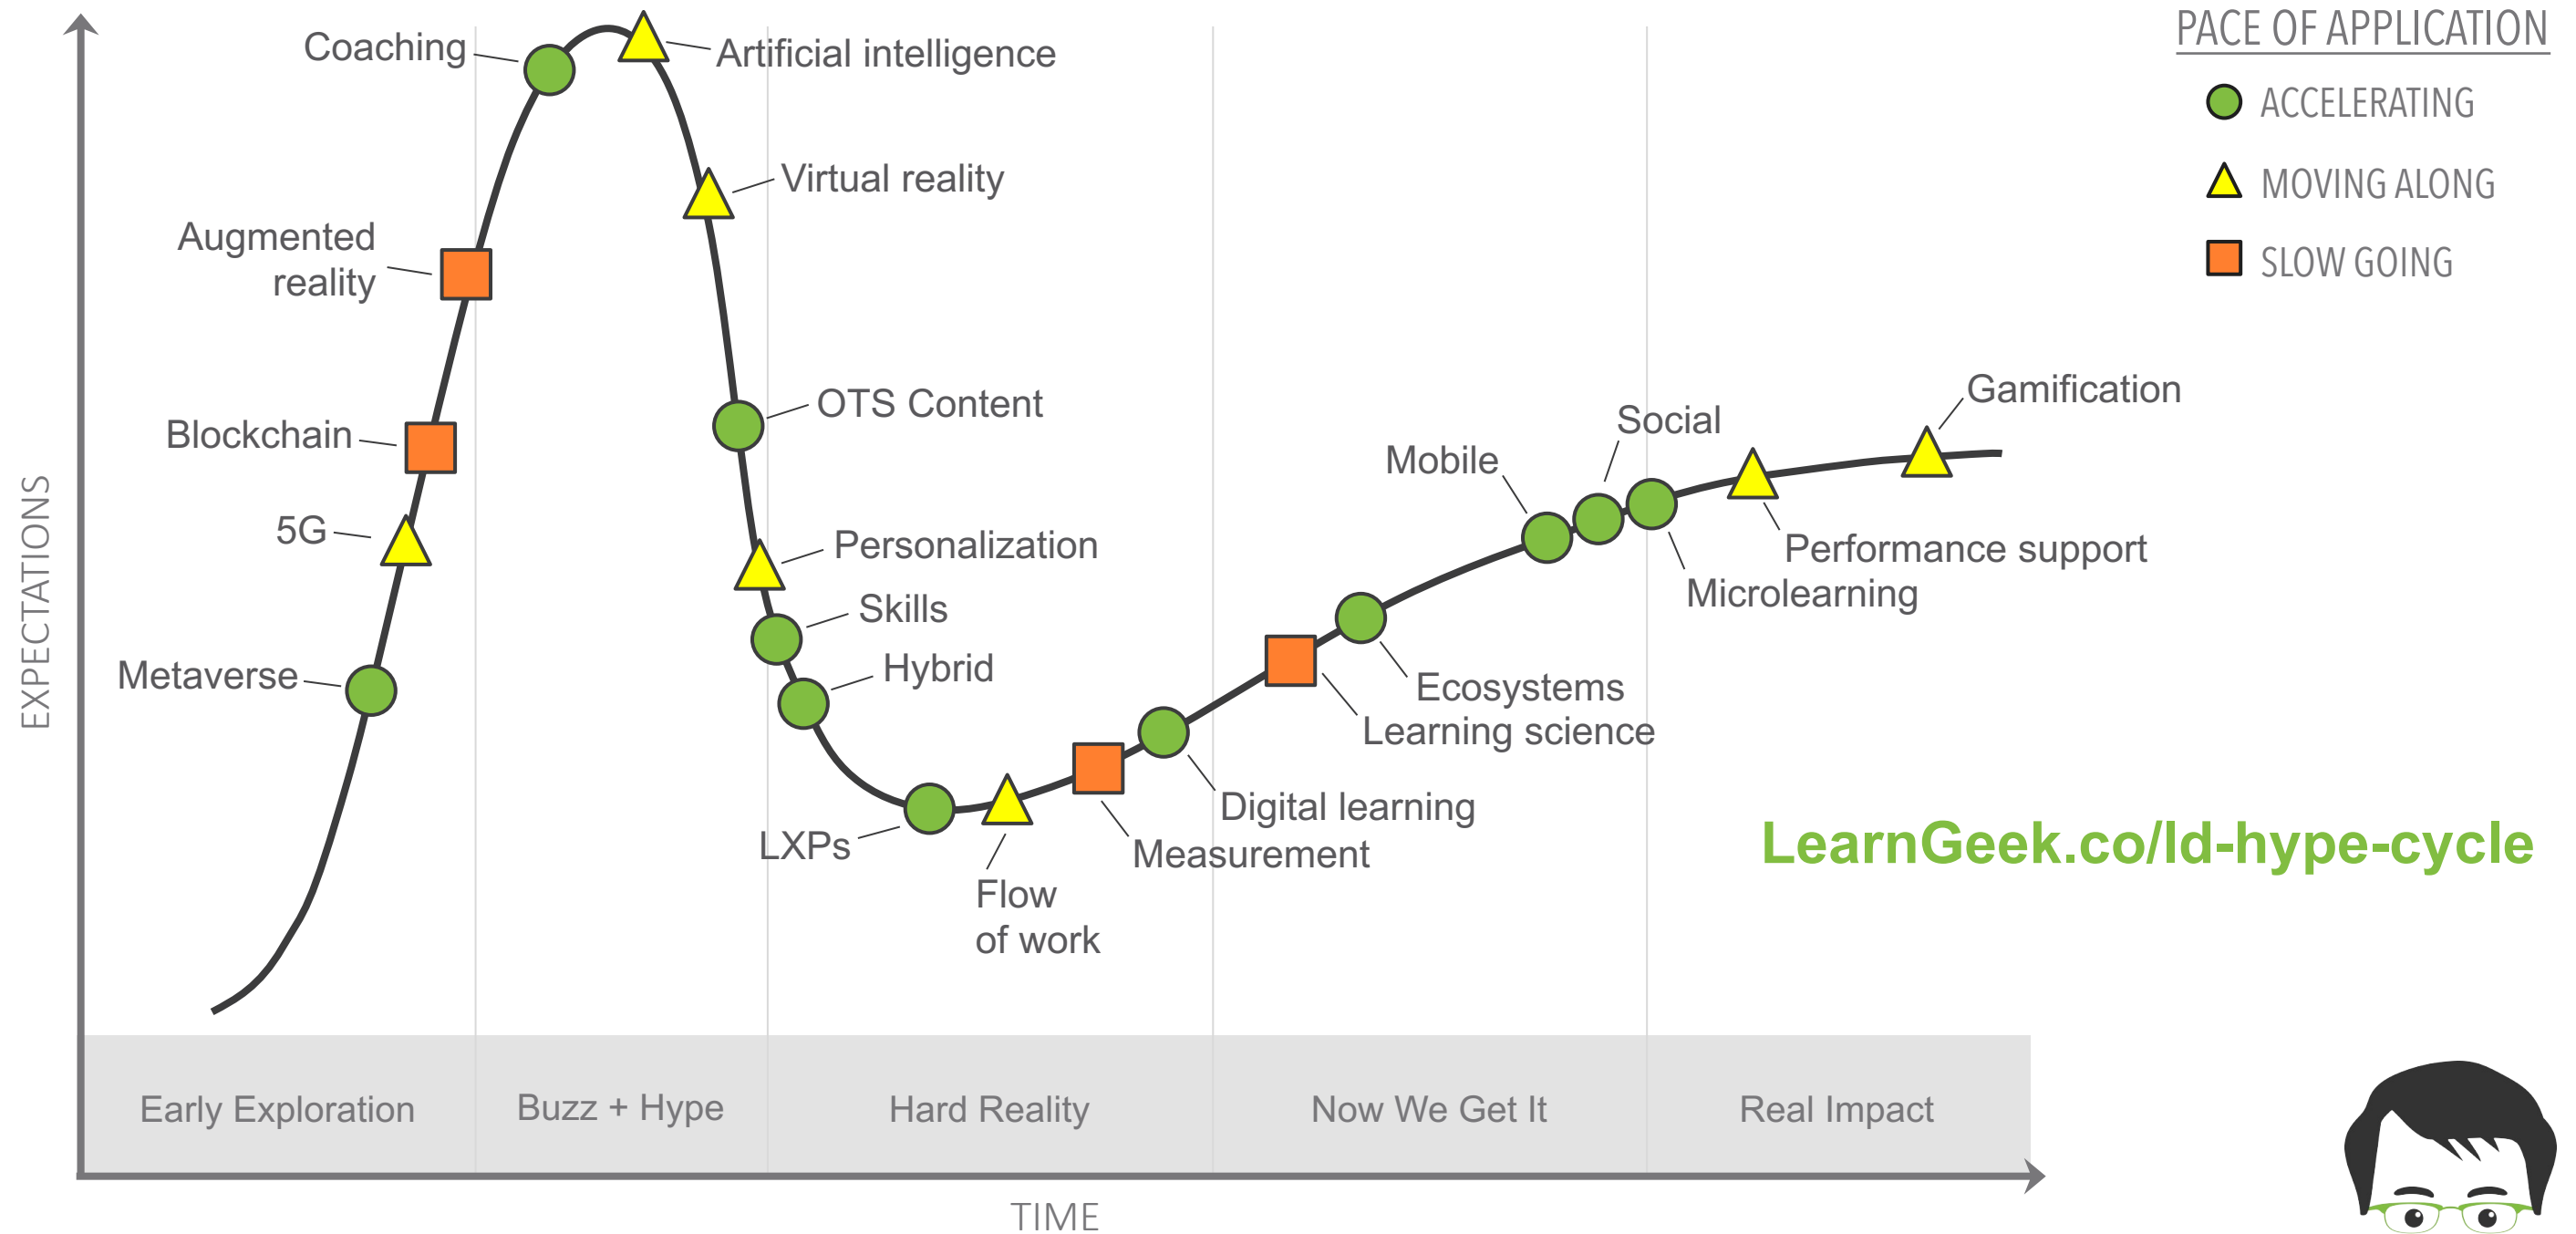 PACE OF APPLICATION
ACCELERATING
MOVING ALONG
SLOW GOING
Coaching
Artificial intelligence
Virtual reality
Augmented
reality
OTS Content
Blockchain
5G
Personalization
Skills
Hybrid
Metaverse
LXPs
Flow
of work
Measurement
Digital learning
Learning science
Ecosystems
Mobile
Social
Microlearning
Performance support
Gamification
LearnGeek.co/ld-hype-cycle
EXPECTATIONS
Early Exploration
Buzz + Hype
Hard Reality
Now We Get It
Real Impact
TIME